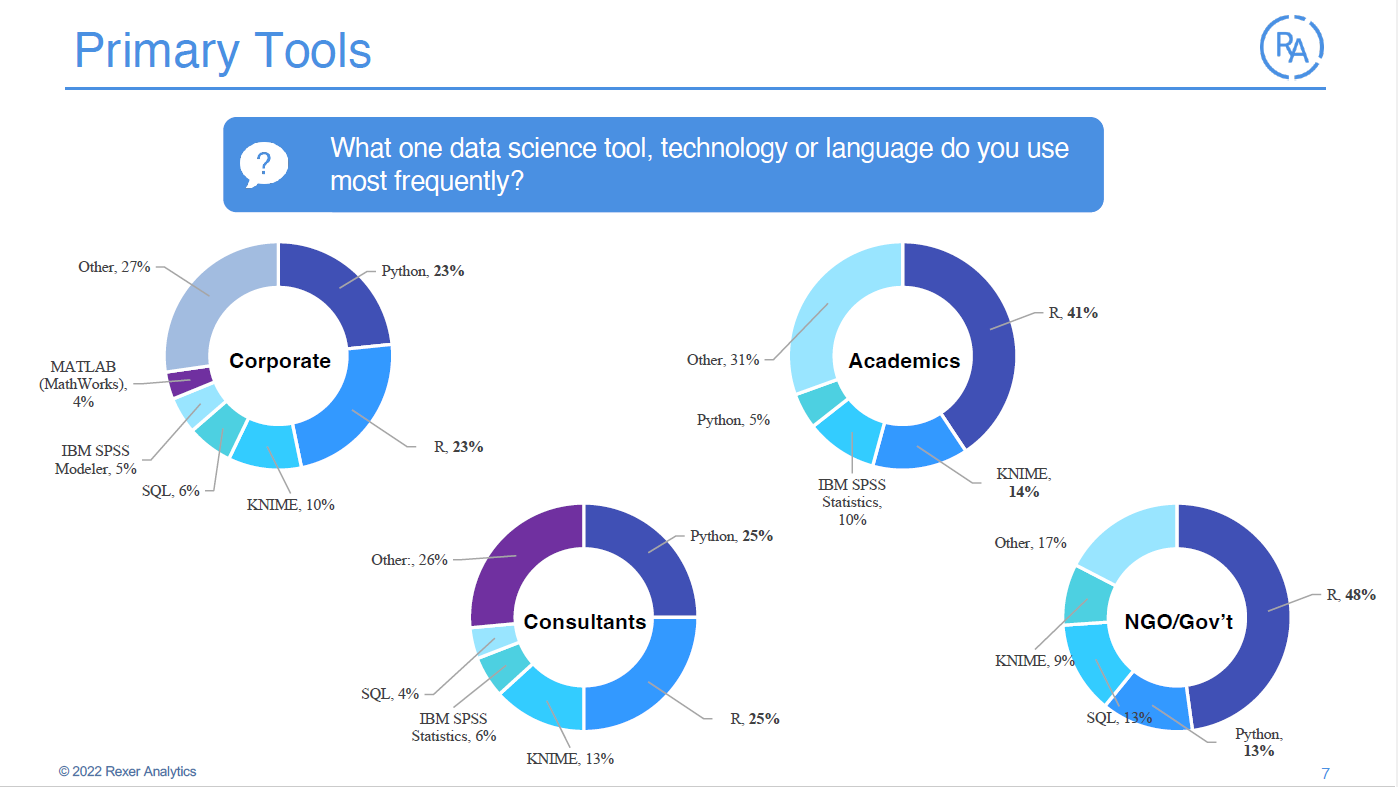 Primary Tools
RA
?
What one data science tool, technology or language do you use
most frequently?
Other, 27%
Python, 23%
MATLAB
(MathWorks),
4%
Corporate
IBM SPSS
Modeler, 5%
R, 23%
SQL, 6%
KNIME, 10%
R, 41%
Other, 31%
Academics
Python, 5%
KNIME,
14%
IBM SPSS
Statistics,
10%
Other:, 26%
Python, 25%
Consultants
SQL, 4%
IBM SPSS
Statistics, 6%
R, 25%
KNIME, 13%
Other, 17%
R, 48%
NGO/Gov't
KNIME, 9%
SQL, 13%
Python,
13%
© 2022 Rexer Analytics
7